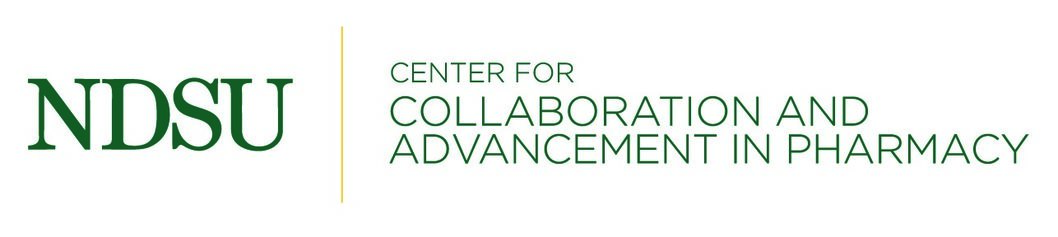 NDSU
CENTER FOR
COLLABORATION AND
ADVANCEMENT IN PHARMACY